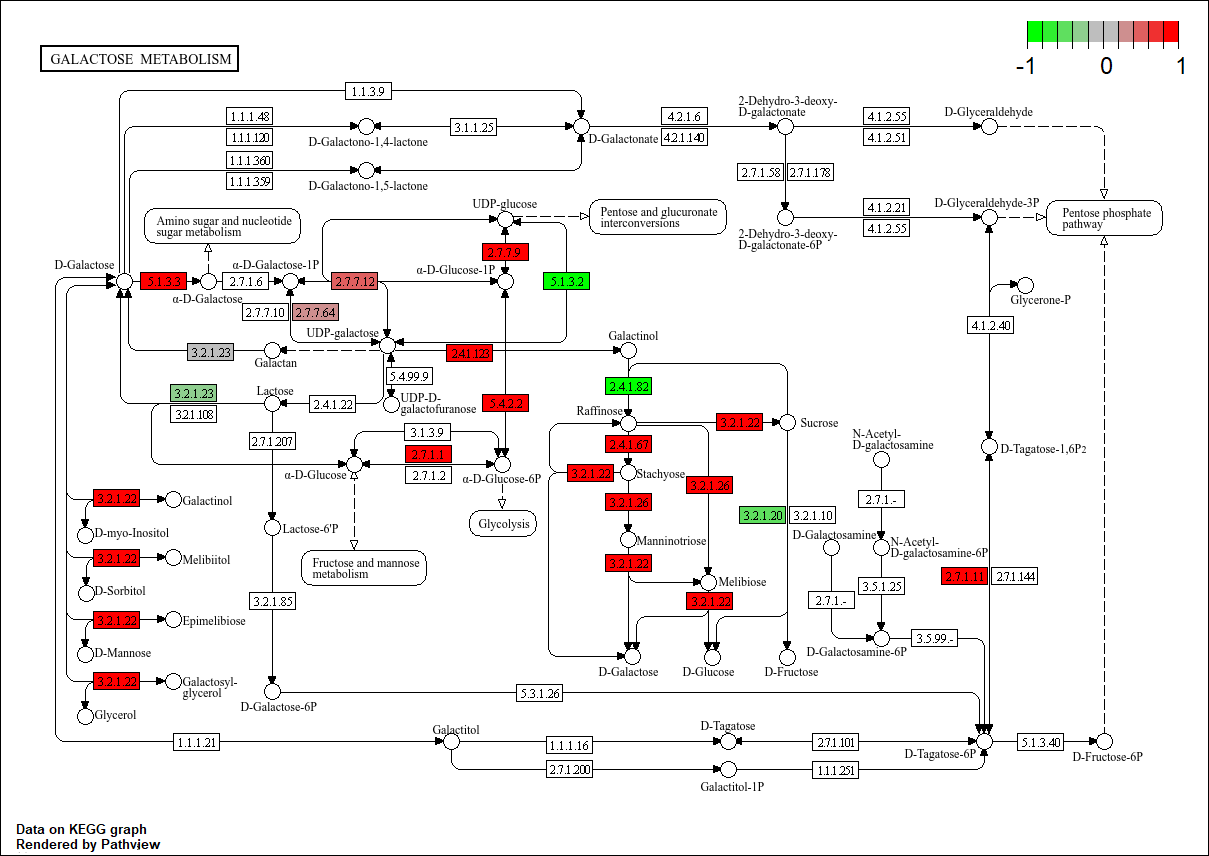 GALACTOSE METABOLISM
-1 0 1
1.1.3.9
1.1.1.48
1.1.1.120
3.1.1.25
D-Galactono-1,4-lactone
D-Galactonate
4.2.1.6
4.2.1.140
2-Dehydro-3-deoxy-
D-galactonate
4.1.2.55
4.1.2.51
D-Glyceraldehyde
1.1.1.360
1.1.1.359
D-Galactono-1,5-lactone
2.7.1.58
2.7.1.178
Amino sugar and nucleotide
sugar metabolism
UDP-glucose
Pentose and glucuronate
interconversions
2-Dehydro-3-deoxy-
D-galactonate-6P
4.1.2.21
4.1.2.55
D-Glyceraldehyde-3P
Pentose phosphate
pathway
D-Galactose
5.1.3.3
α-D-Galactose
2.7.1.6
α-D-Galactose-1P
2.7.7.12
α-D-Glucose-1P
2.7.7.9
5.1.3.2
2.7.7.10
2.7.7.64
UDP-galactose
Glycerone-P
4.1.2.40
3.2.1.23
Galactan
2.4.1.123
Galactinol
5.4.99.9
UDP-D-
galactofuranose
3.2.1.23
3.2.1.108
Lactose
2.4.1.22
5.4.2.2
2.4.1.82
Raffinose
3.2.1.22
Sucrose
2.7.1.207
3.1.3.9
2.7.1.1
2.7.1.2
α-D-Glucose
α-D-Glucose-6P
2.4.1.67
3.2.1.22
Stachyose
3.2.1.26
3.2.1.26
N-Acetyl-
D-galactosamine
D-Tagatose-1,6P2
3.2.1.22
Galactinol
D-myo-Inositol
Lactose-6'P
Glycolysis
2.7.1.-
3.2.1.20
3.2.1.10
Manninotriose
D-Galactosamine
N-Acetyl-
D-galactosamine-6P
3.2.1.22
Melibiitol
D-Sorbitol
Fructose and mannose
metabolism
3.2.1.22
Melibiose
2.7.1.11
2.7.1.144
3.5.1.25
3.2.1.85
3.2.1.22
2.7.1.-
3.2.1.22
Epimelibiose
D-Mannose
D-Galactosamine-6P
3.5.99.-
D-Galactose
D-Glucose
D-Fructose
3.2.1.22
Galactosyl-
glycerol
Glycerol
D-Galactose-6P
5.3.1.26
1.1.1.21
Galactitol
1.1.1.16
D-Tagatose
2.7.1.101
D-Tagatose-6P
5.1.3.40
D-Fructose-6P
2.7.1.200
Galactitol-1P
1.1.1.251
Data on KEGG graph
Rendered by Pathview